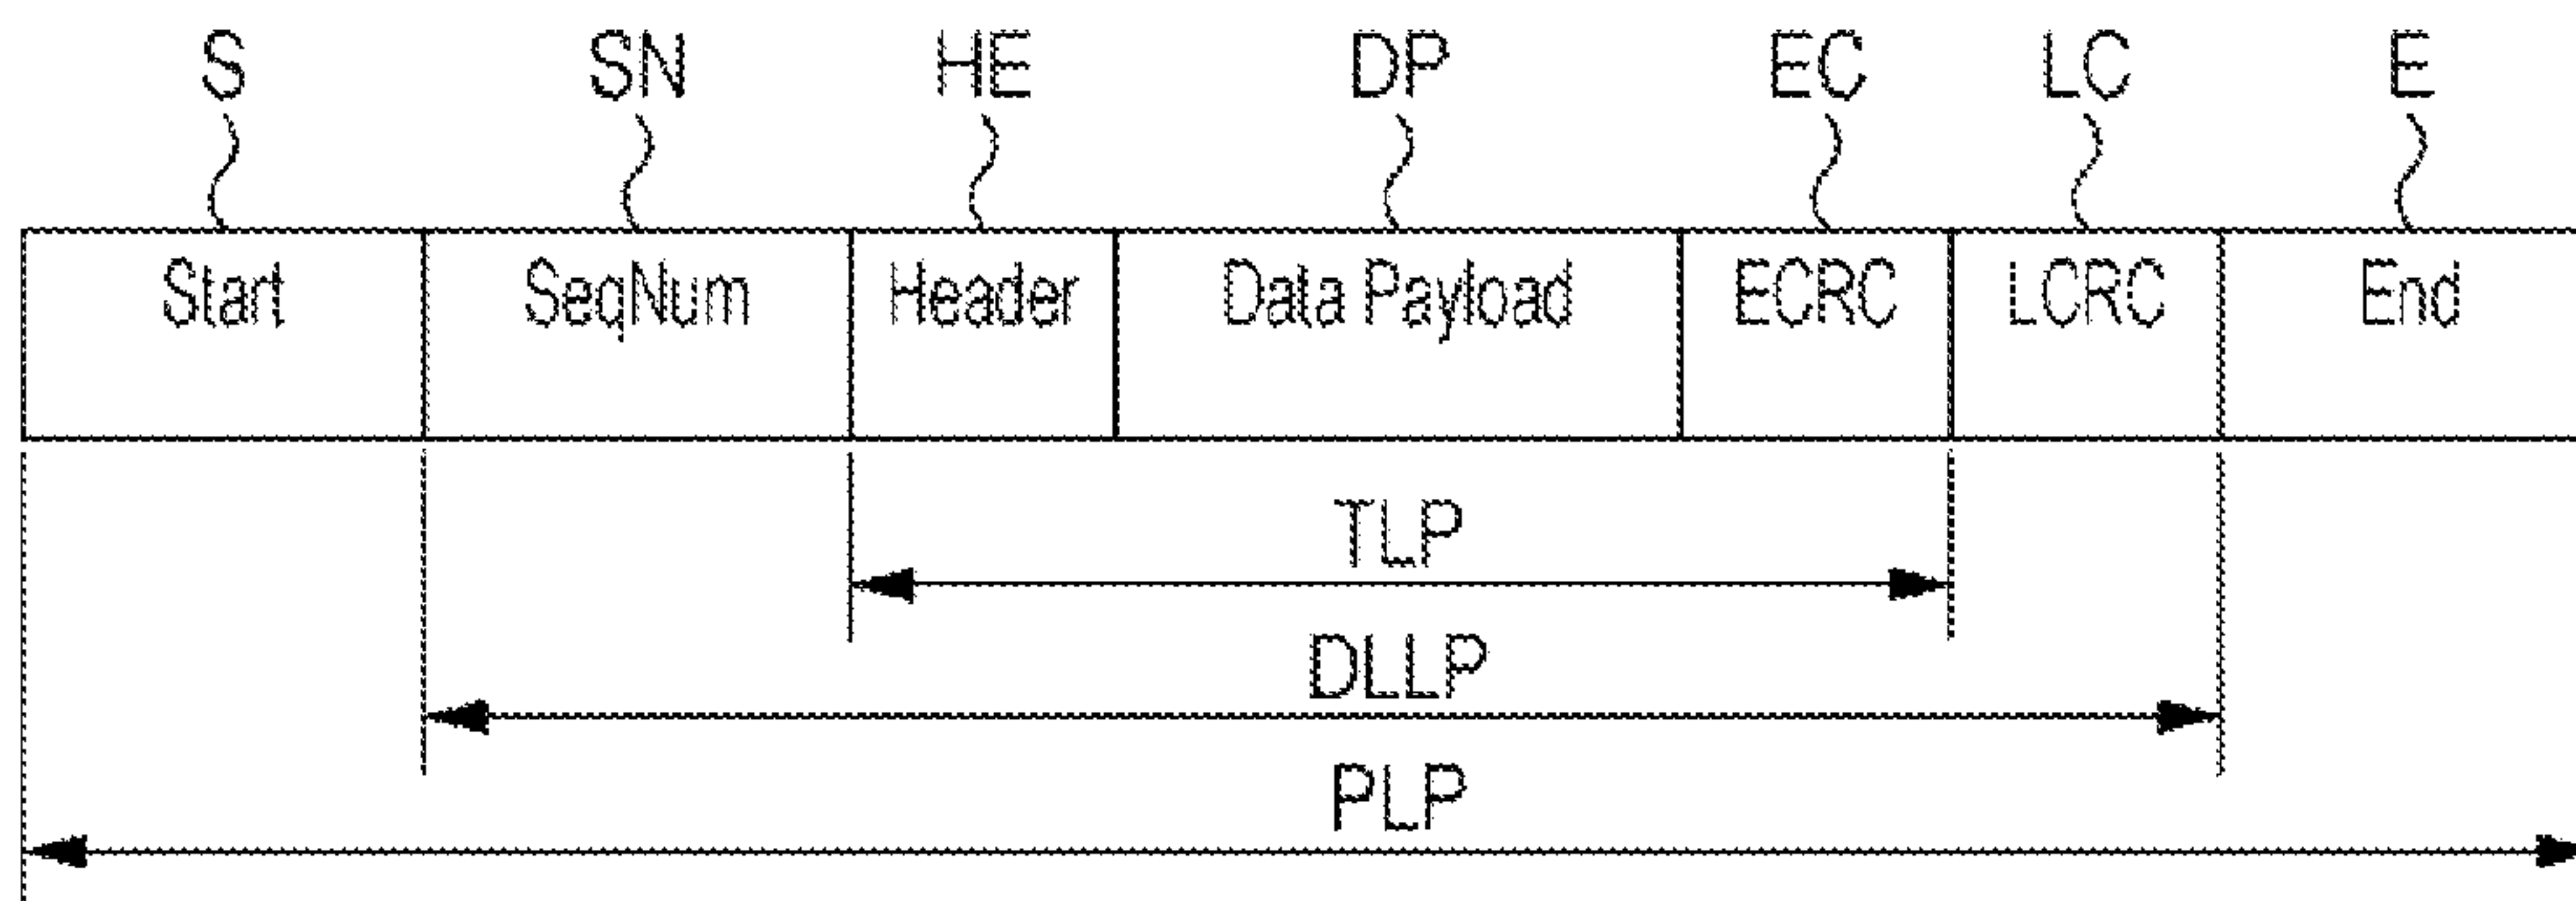 S SN HE DP EC LC E
Start SeqNum Header Data Payload ECRC LCRC End
TLP
DLLP
PLP